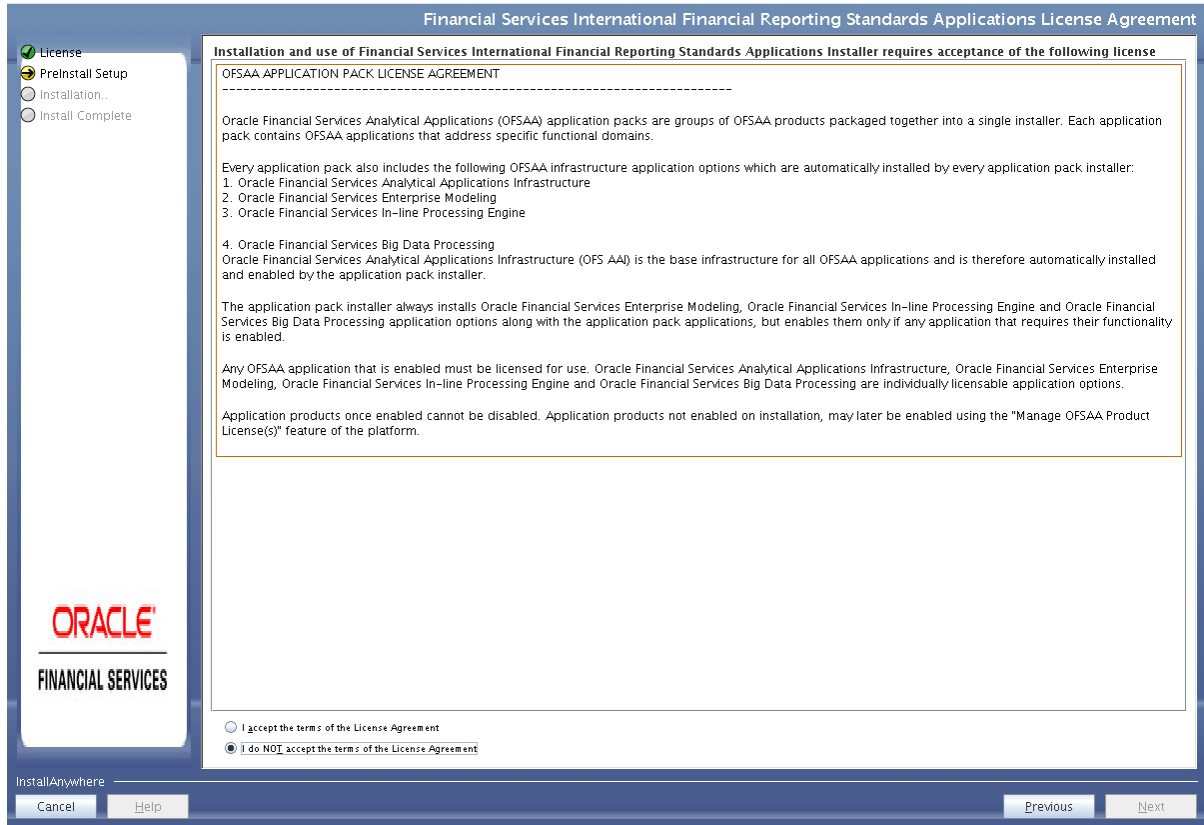 Financial Services International Financial Reporting Standards Applications License Agreement
License
PreInstall Setup
Installation..
Install Complete
ORACLE
FINANCIAL SERVICES
Installation and use of Financial Services International Financial Reporting Standards Applications Installer requires acceptance of the following license
OFSAA APPLICATION PACK LICENSE AGREEMENT
-------------------------------------------------------------------------
Oracle Financial Services Analytical Applications (OFSAA) application packs are groups of OFSAA products packaged together into a single installer. Each application
pack contains OFSAA applications that address specific functional domains.
Every application pack also includes the following OFSAA infrastructure application options which are automatically installed by every application pack installer:
1. Oracle Financial Services Analytical Applications Infrastructure
2. Oracle Financial Services Enterprise Modeling
3. Oracle Financial Services In-line Processing Engine
4. Oracle Financial Services Big Data Processing
Oracle Financial Services Analytical Applications Infrastructure (OFS AAI) is the base infrastructure for all OFSAA applications and is therefore automatically installed
and enabled by the application pack installer.
The application pack installer always installs Oracle Financial Services Enterprise Modeling, Oracle Financial Services In-line Processing Engine and Oracle Financial
Services Big Data Processing application options along with the application pack applications, but enables them only if any application that requires their functionality
is enabled.
Any OFSAA application that is enabled must be licensed for use. Oracle Financial Services Analytical Applications Infrastructure, Oracle Financial Services Enterprise
Modeling, Oracle Financial Services In-line Processing Engine and Oracle Financial Services Big Data Processing are individually licensable application options.
Application products once enabled cannot be disabled. Application products not enabled on installation, may later be enabled using the "Manage OFSAA Product
License(s)" feature of the platform.
I accept the terms of the License Agreement
I do NOT accept the terms of the License Agreement
InstallAnywhere
Cancel
Help
Previous
Next